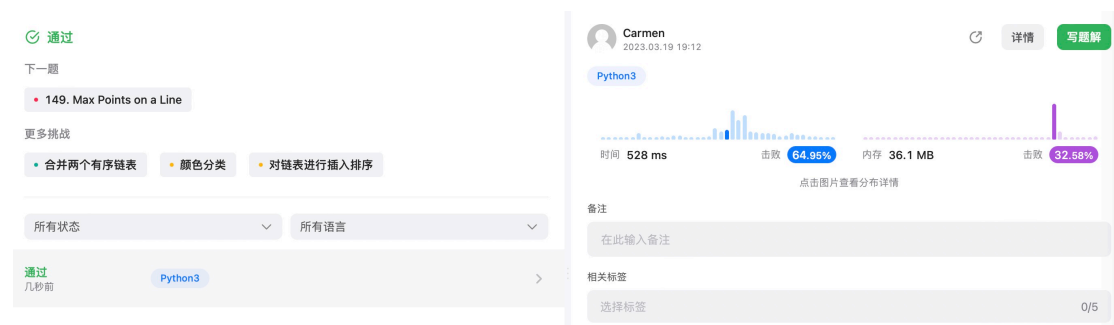 通过
下一题
149. Max Points on a Line
更多挑战
合并两个有序链表
颜色分类
对链表进行插入排序
所有状态
所有语言
通过
几秒前
Python3
Carmen
2023.03.19 19:12
详情
写题解
Python3
时间 528 ms
击败 64.95%
内存 36.1 MB
击败 32.58%
点击图片查看分布详情
备注
在此输入备注
相关标签
选择标签
0/5